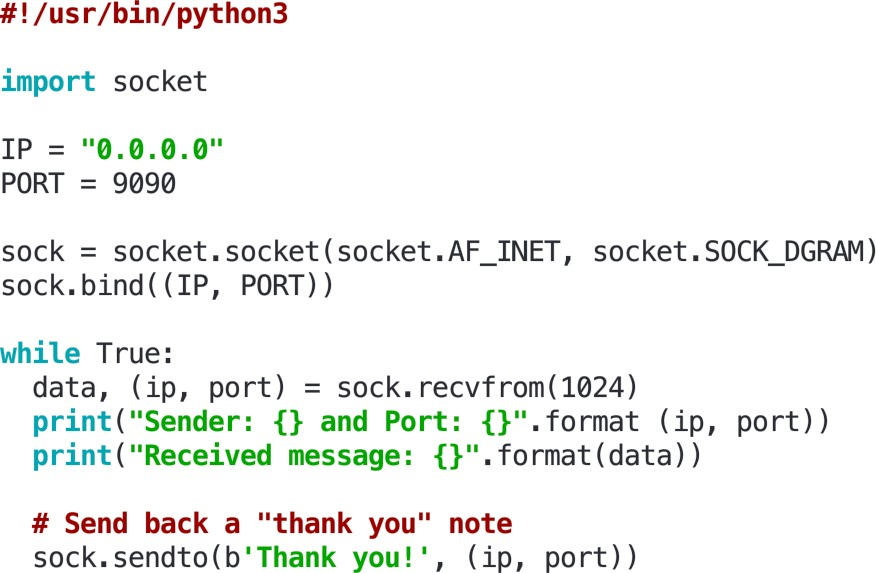 #!/usr/bin/python3
import socket
IP = "0.0.0.0"
PORT = 9090
sock = socket.socket(socket.AF_INET, socket.SOCK_DGRAM)
sock.bind((IP, PORT))
while True:
  data, (ip, port) = sock.recvfrom(1024)
  print("Sender: {} and Port: {}".format (ip, port))
  print("Received message: {}".format(data))
  # Send back a "thank you" note
  sock.sendto(b'Thank you!', (ip, port))